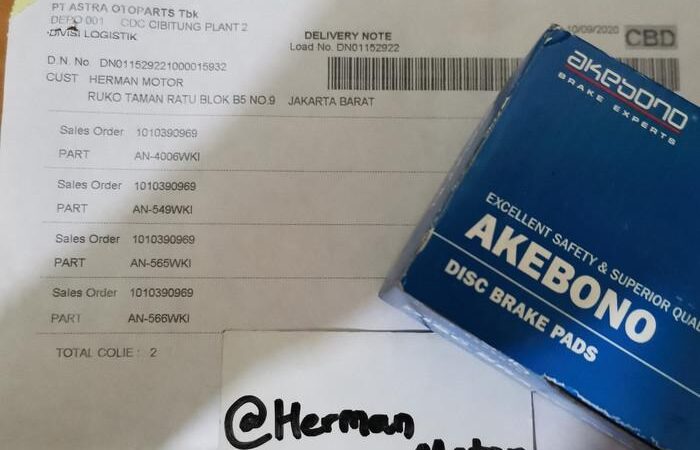 PT ASTRA OTOPARTS Tbk
DEPO 001 CDC CIBITUNG PLANT 2
DIVISI LOGISTIK
DELIVERY NOTE
Load No. DN01152922
10/09/2020
CBD
D.N. No. DN011529221000015932
CUST HERMAN MOTOR
RUKO TAMAN RATU BLOK B5 NO.9 JAKARTA BARAT
Sales Order 1010390969
PART AN-4006WKI
Sales Order 1010390969
PART AN-549WKI
Sales Order 1010390969
PART AN-565WKI
Sales Order 1010390969
PART AN-566WKI
TOTAL COLIE : 2
akebono
BRAKE EXPERTS
EXCELLENT SAFETY & SUPERIOR QUA
AKEBONO
DISC BRAKE PADS
@Herman
Motor